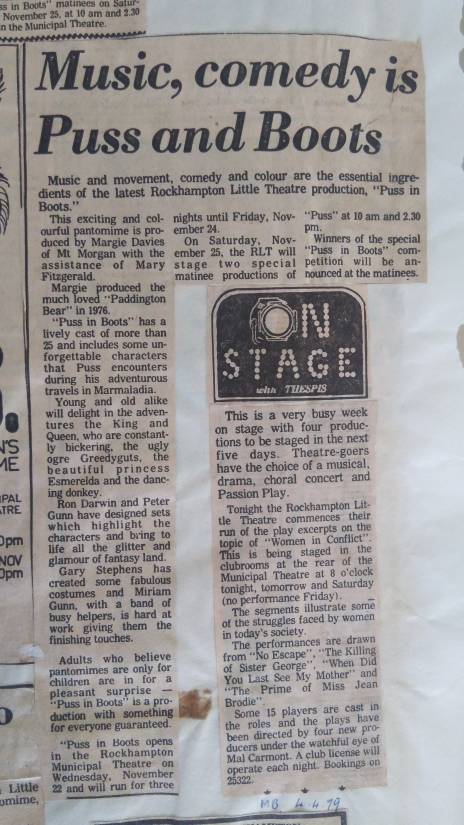 ss in Boots" matinees on Satur-
November 25, at 10 am and 2.30
n the Municipal Theatre.
Music, comedy is
Puss and Boots
Music and movement, comedy and colour are the essential ingre-
dients of the latest Rockhampton Little Theatre production, "Puss in
Boots."
This exciting and col-
ourful pantomime is pro-
duced by Margie Davies
of Mt Morgan with the
assistance of Mary
Fitzgerald.
Margie produced the
much loved "Paddington
Bear" in 1976.
"Puss in Boots" has a
lively cast of more than
25 and includes some un-
forgettable characters
that Puss encounters
during his adventurous
travels in Marmaladia.
Young and old alike
will delight in the adven-
tures the King and
Queen, who are constant-
ly bickering, the ugly
ogre Greedyguts, the
beautiful princess
Esmerelda and the danc-
ing donkey.
Ron Darwin and Peter
Gunn have designed sets
which highlight the
characters and bring to
life all the glitter and
glamour of fantasy land.
Gary Stephens has
created some fabulous
costumes and Miriam
Gunn, with a band of
busy helpers, is hard at
work giving them the
finishing touches.
Adults who believe
pantomimes are only for
children are in for a
pleasant surprise —
"Puss in Boots" is a pro-
duction with something
for everyone guaranteed.
"Puss in Boots opens
in the Rockhampton
Municipal Theatre on
Wednesday, November
22 and will run for three
nights until Friday, Nov-
ember 24.
On Saturday, Nov-
ember 25, the RLT will
stage two special
matinee productions of
"Puss" at 10 am and 2.30
pm.
Winners of the special
"Puss in Boots" com-
petition will be an-
nounced at the matinees.
ON
STAGE
with THESPIS
This is a very busy week
on stage with four produc-
tions to be staged in the next
five days. Theatre-goers
have the choice of a musical,
drama, choral concert and
Passion Play.
Tonight the Rockhampton Lit-
tle Theatre commences their
run of the play excerpts on the
topic of "Women in Conflict".
This is being staged in the
clubrooms at the rear of the
Municipal Theatre at 8 o'clock
tonight, tomorrow and Saturday
(no performance Friday).
The segments illustrate some
of the struggles faced by women
in today's society.
The performances are drawn
from "No Escape", "The Killing
of Sister George", "When Did
You Last See My Mother" and
"The Prime of Miss Jean
Brodie".
Some 15 players are cast in
the roles and the plays have
been directed by four new pro-
ducers under the watchful eye of
Mal Carmont. A club license will
operate each night. Bookings on
25322.
MB 4.4.79
N'S
ME
IPAL
ATRE
0pm
NOV
0pm
O
Little
omime,